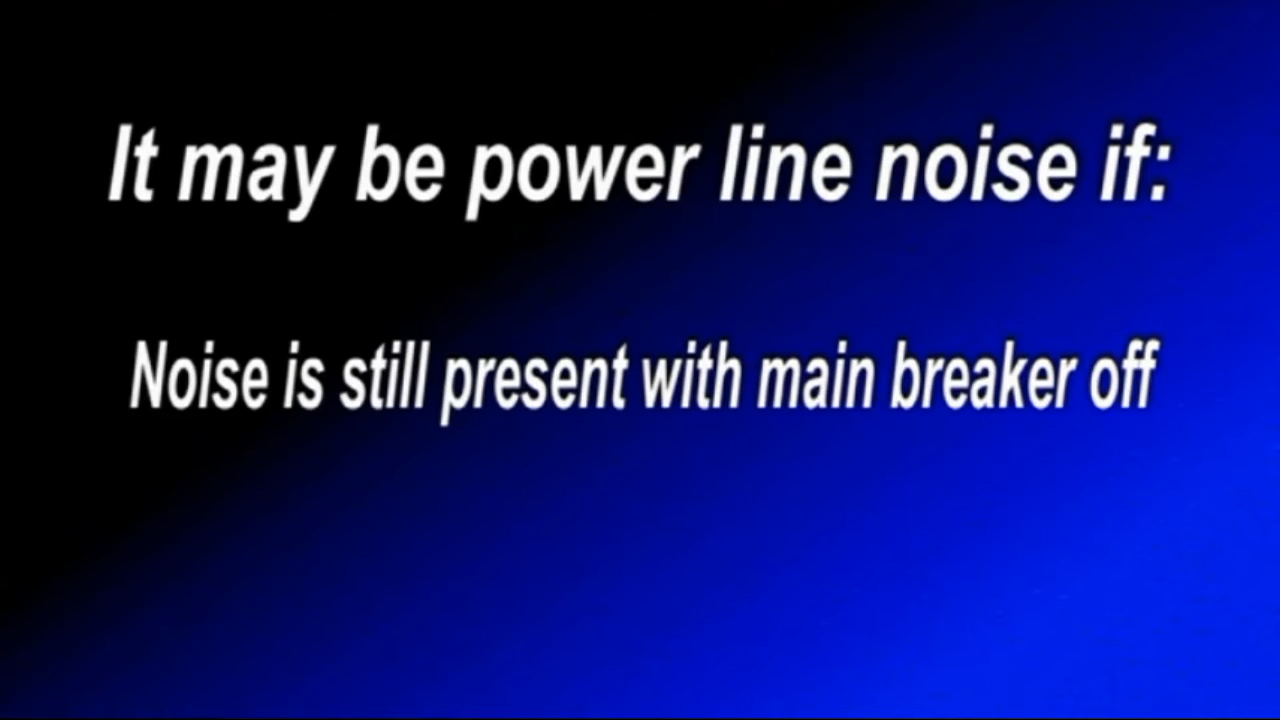 It may be power line noise if:
Noise is still present with main breaker off